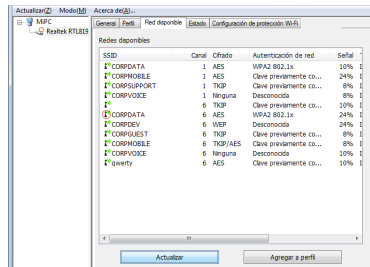 Actualizar(Z) Modo(M) Acerca de(A)...
MiPC
Realtek RTL819
General Perfil Red disponible Estado Configuración de protección Wi-Fi
Redes disponibles
SSID Canal Cifrado Autenticación de red Señal
CORPDATA 1 AES WPA2 802.1x 10%
CORPMOBILE 1 AES Clave previamente co... 24%
CORPSUPPORT 1 TKIP Clave previamente co... 8%
CORPVOICE 1 Ninguna Desconocida 8%
6 TKIP Clave previamente co... 10%
CORPDATA 6 AES WPA2 802.1x 24%
CORPDEV 6 WEP Desconocida 24%
CORPGUEST 6 TKIP Clave previamente co... 8%
CORPMOBILE 6 TKIP/AES Clave previamente co... 8%
CORPVOICE 6 Ninguna Desconocida 10%
qwerty 6 AES Clave previamente co... 10%
Actualizar Agregar a perfil